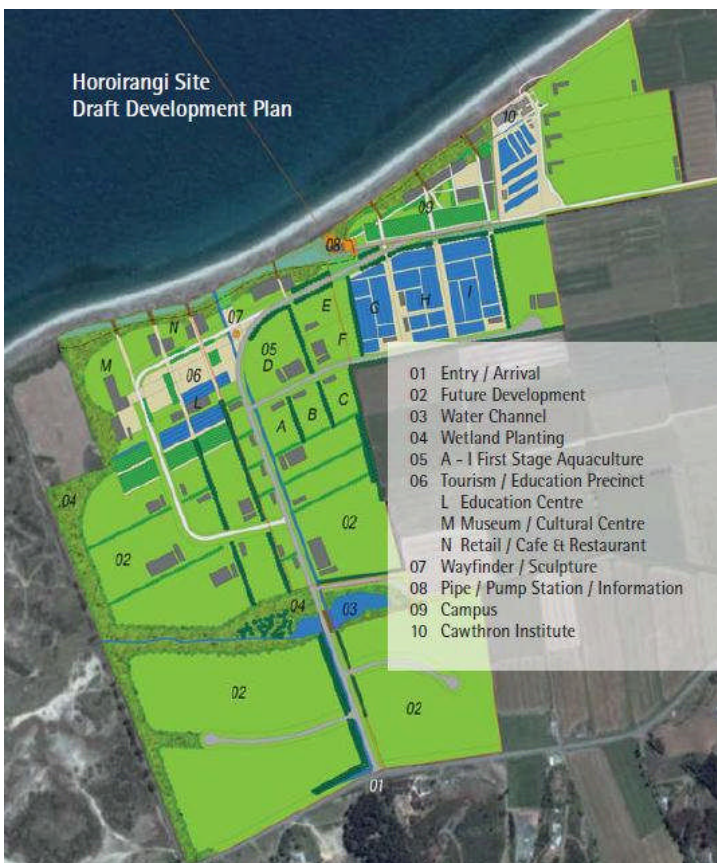 Horoirangi Site
Draft Development Plan
10
09
08
G
H
I
E
07
N
05
D
F
M
06
L
C
B
A
01 Entry / Arrival
02 Future Development
03 Water Channel
04 Wetland Planting
05 A - I First Stage Aquaculture
06 Tourism / Education Precinct
L Education Centre
M Museum / Cultural Centre
N Retail / Cafe & Restaurant
07 Wayfinder / Sculpture
08 Pipe / Pump Station / Information
09 Campus
10 Cawthron Institute
04
02
02
04
03
02
02
01